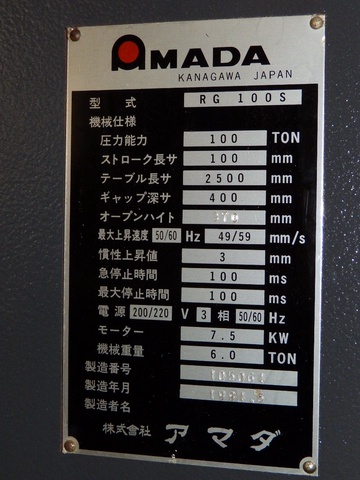 AMADA
KANAGAWA JAPAN
型式 RG 100S
機械仕様
圧力能力 100 TON
ストローク長サ 100 mm
テーブル長サ 2500 mm
ギャップ深サ 400 mm
オープンハイト mm
最大上昇速度 50/60 Hz 49/59 mm/s
慣性上昇値 3 mm
急停止時間 100 ms
最大停止時間 100 ms
電源 200/220 V 3 相 50/60 Hz
モーター 7.5 KW
機械重量 6.0 TON
製造番号
製造年月
製造者名
株式会社 アマダ